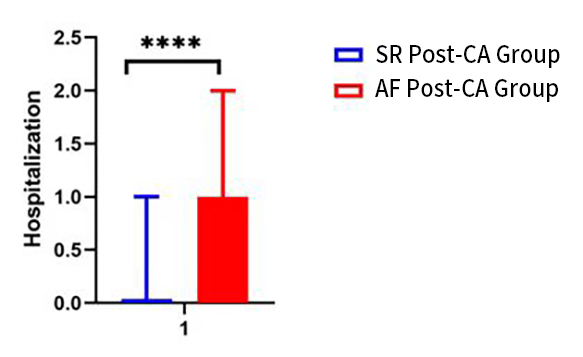 2.5
2.0
1.5
1.0
0.5
0.0
Hospitalization
****
1
SR Post-CA Group
AF Post-CA Group